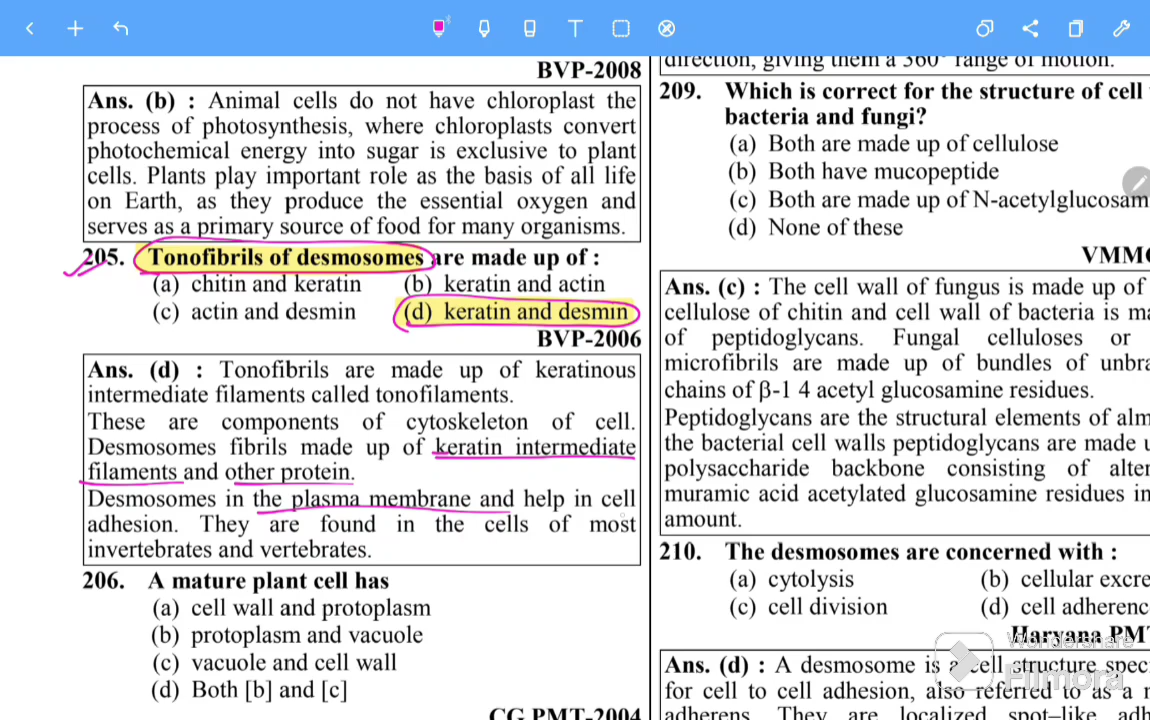 BVP-2008
Ans. (b) : Animal cells do not have chloroplast the
process of photosynthesis, where chloroplasts convert
photochemical energy into sugar is exclusive to plant
cells. Plants play important role as the basis of all life
on Earth, as they produce the essential oxygen and
serves as a primary source of food for many organisms.
205. Tonofibrils of desmosomes are made up of :
(a) chitin and keratin (b) keratin and actin
(c) actin and desmin (d) keratin and desmin
BVP-2006
Ans. (d) : Tonofibrils are made up of keratinous
intermediate filaments called tonofilaments.
These are components of cytoskeleton of cell.
Desmosomes fibrils made up of keratin intermediate
filaments and other protein.
Desmosomes in the plasma membrane and help in cell
adhesion. They are found in the cells of most
invertebrates and vertebrates.
206. A mature plant cell has
(a) cell wall and protoplasm
(b) protoplasm and vacuole
(c) vacuole and cell wall
(d) Both [b] and [c]
CG PMT-2004
direction, giving them a 360° range of motion.
209. Which is correct for the structure of cell
bacteria and fungi?
(a) Both are made up of cellulose
(b) Both have mucopeptide
(c) Both are made up of N-acetylglucosam
(d) None of these
VMM
Ans. (c) : The cell wall of fungus is made up of
cellulose of chitin and cell wall of bacteria is ma
of peptidoglycans. Fungal celluloses or
microfibrils are made up of bundles of unbra
chains of β-1 4 acetyl glucosamine residues.
Peptidoglycans are the structural elements of alm
the bacterial cell walls peptidoglycans are made u
polysaccharide backbone consisting of alter
muramic acid acetylated glucosamine residues in
amount.
210. The desmosomes are concerned with :
(a) cytolysis (b) cellular excre
(c) cell division (d) cell adherenc
Haryana PMT
Ans. (d) : A desmosome is a cell structure spec
for cell to cell adhesion, also referred to as a m
adherens. They are localized spot–like adh
Wondershare
Filmora